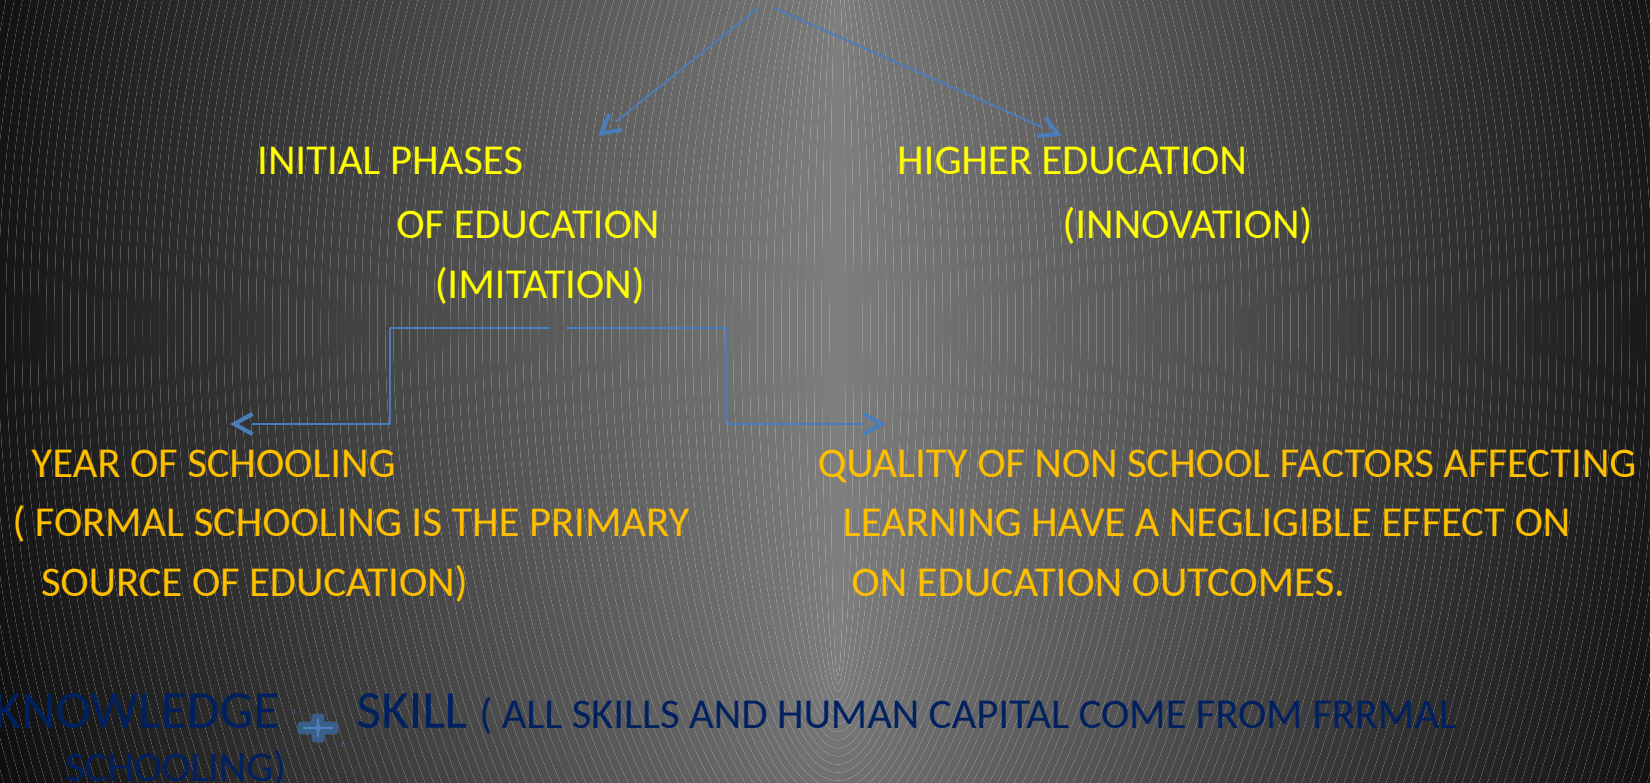 INITIAL PHASES HIGHER EDUCATION
OF EDUCATION (INNOVATION)
(IMITATION)
YEAR OF SCHOOLING QUALITY OF NON SCHOOL FACTORS AFFECTING
( FORMAL SCHOOLING IS THE PRIMARY LEARNING HAVE A NEGLIGIBLE EFFECT ON
SOURCE OF EDUCATION) ON EDUCATION OUTCOMES.
KNOWLEDGE SKILL ( ALL SKILLS AND HUMAN CAPITAL COME FROM FRRMAL
SCHOOLING)